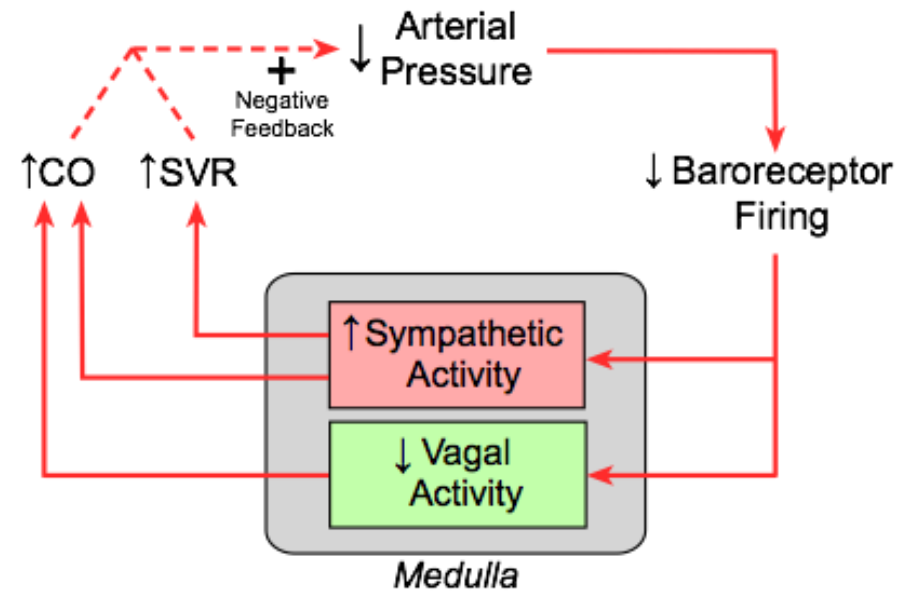 ↓ Arterial
Pressure
+
Negative
Feedback
↑CO ↑SVR
↓ Baroreceptor
Firing
↑ Sympathetic
Activity
↓ Vagal
Activity
Medulla